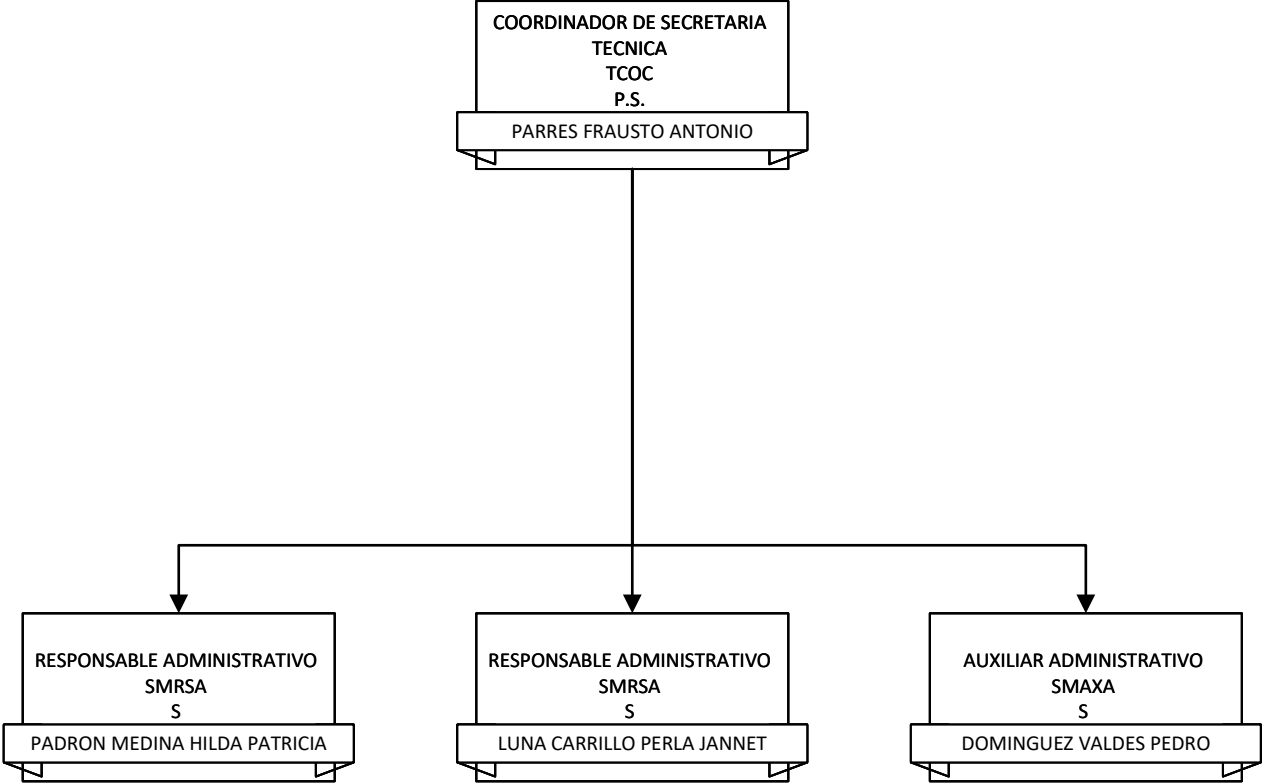 COORDINADOR DE SECRETARIA
TECNICA
TCOC
P.S.
PARRES FRAUSTO ANTONIO
RESPONSABLE ADMINISTRATIVO
SMRSA
S
PADRON MEDINA HILDA PATRICIA
RESPONSABLE ADMINISTRATIVO
SMRSA
S
LUNA CARRILLO PERLA JANNET
AUXILIAR ADMINISTRATIVO
SMAXA
S
DOMINGUEZ VALDES PEDRO